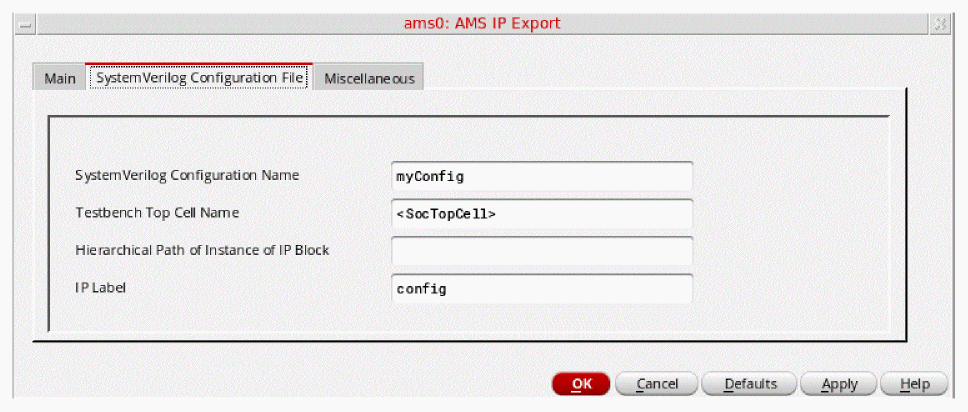 ams0: AMS IP Export
Main SystemVerilog Configuration File Miscellaneous
SystemVerilog Configuration Name myConfig
Testbench Top Cell Name <SocTopCell>
Hierarchical Path of Instance of IP Block
IP Label config
OK Cancel Defaults Apply Help